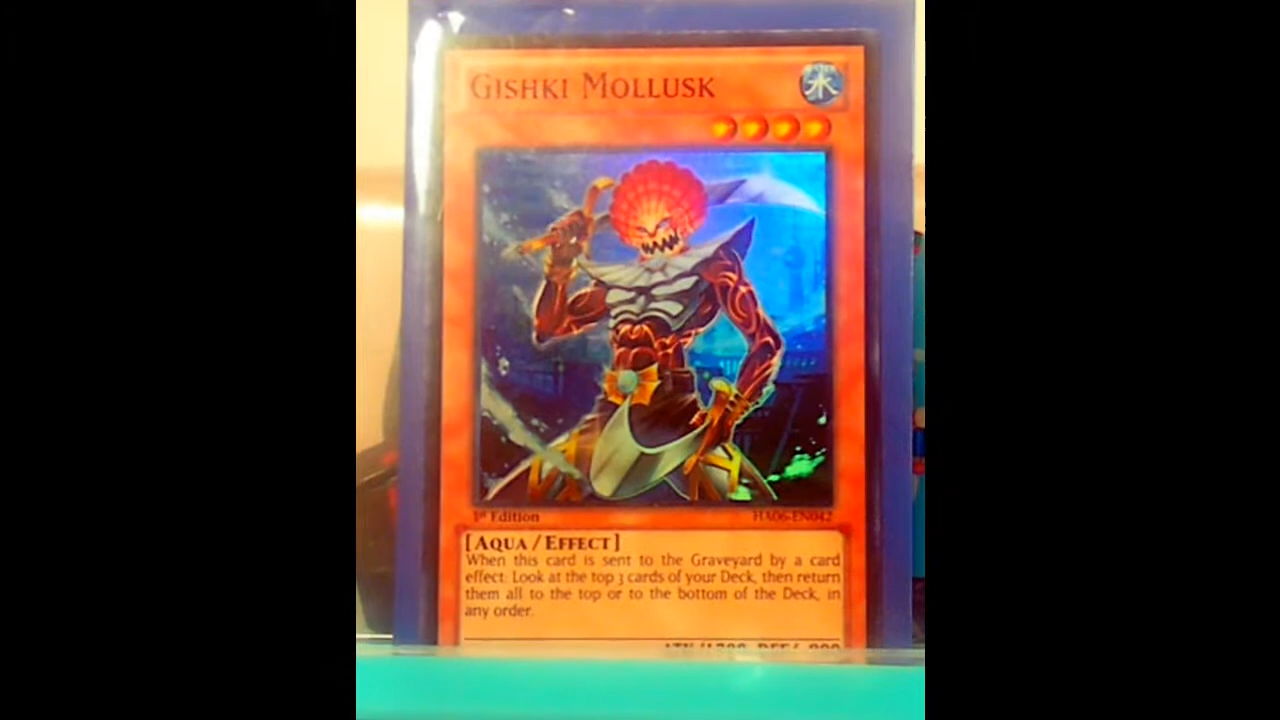 GISHKI MOLLUSK
水
1st Edition
HA06-EN042
[AQUA/EFFECT]
When this card is sent to the Graveyard by a card
effect: Look at the top 3 cards of your Deck, then return
them all to the top or to the bottom of the Deck, in
any order.